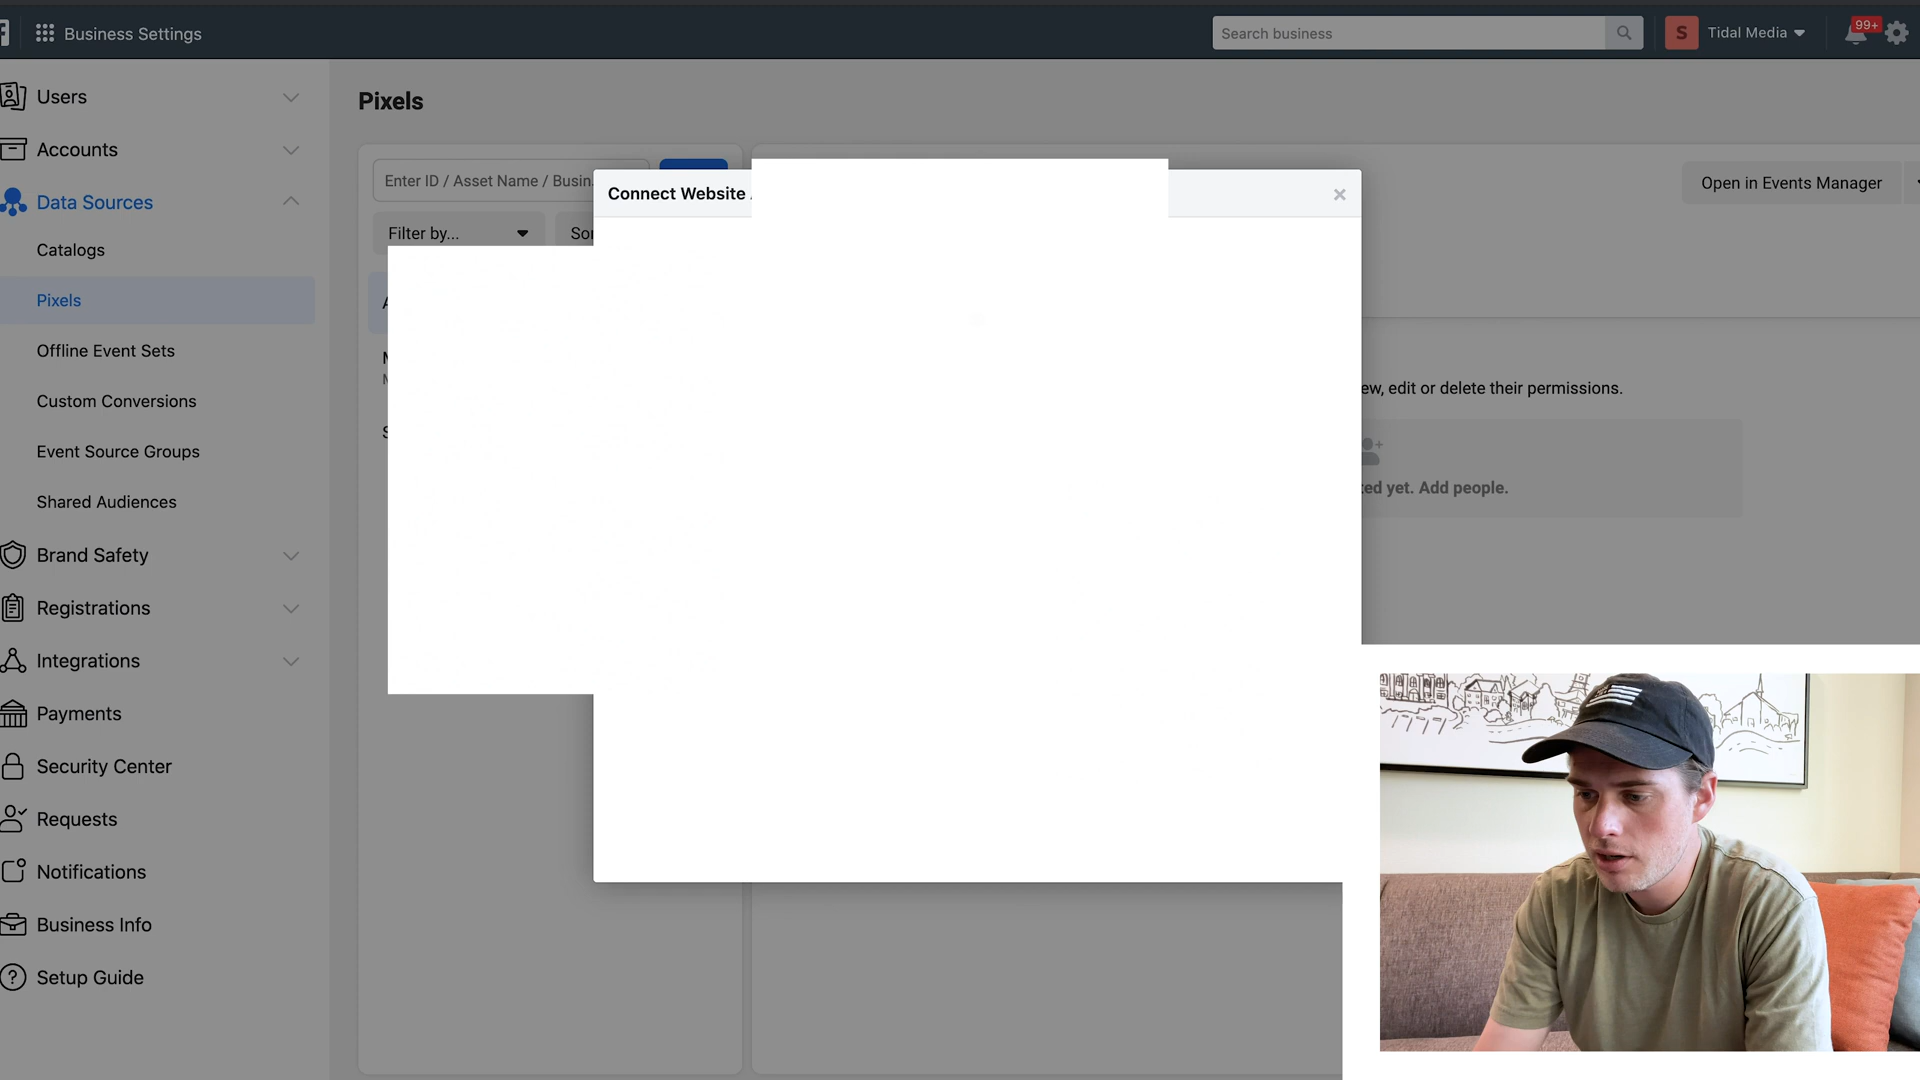 Business Settings
Search business
S
Tidal Media
99+
Users
Accounts
Data Sources
Catalogs
Pixels
Offline Event Sets
Custom Conversions
Event Source Groups
Shared Audiences
Brand Safety
Registrations
Integrations
Payments
Security Center
Requests
Notifications
Business Info
Setup Guide
Pixels
Enter ID / Asset Name / Busin
Filter by...
Connect Website
Open in Events Manager
edit or delete their permissions.
yet. Add people.